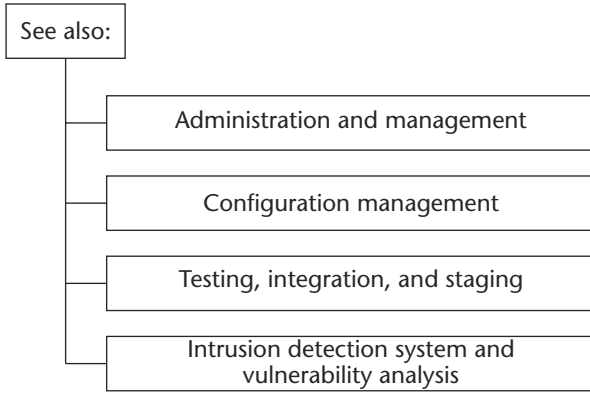 See also:
Administration and management
Configuration management
Testing, integration, and staging
Intrusion detection system and
vulnerability analysis